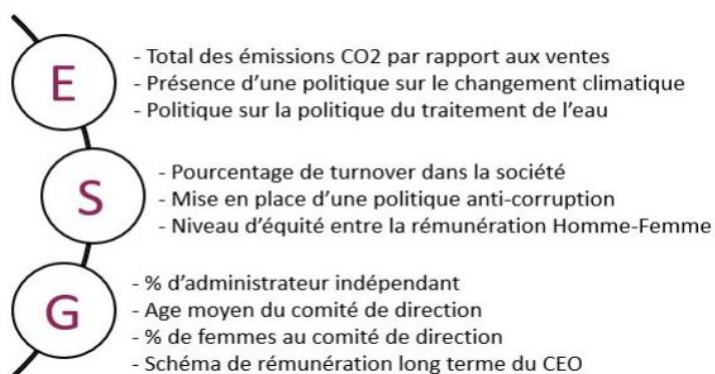 E
- Total des émissions CO2 par rapport aux ventes
- Présence d'une politique sur le changement climatique
- Politique sur la politique du traitement de l'eau
S
- Pourcentage de turnover dans la société
- Mise en place d'une politique anti-corruption
- Niveau d'équité entre la rémunération Homme-Femme
G
- % d'administrateur indépendant
- Age moyen du comité de direction
- % de femmes au comité de direction
- Schéma de rémunération long terme du CEO